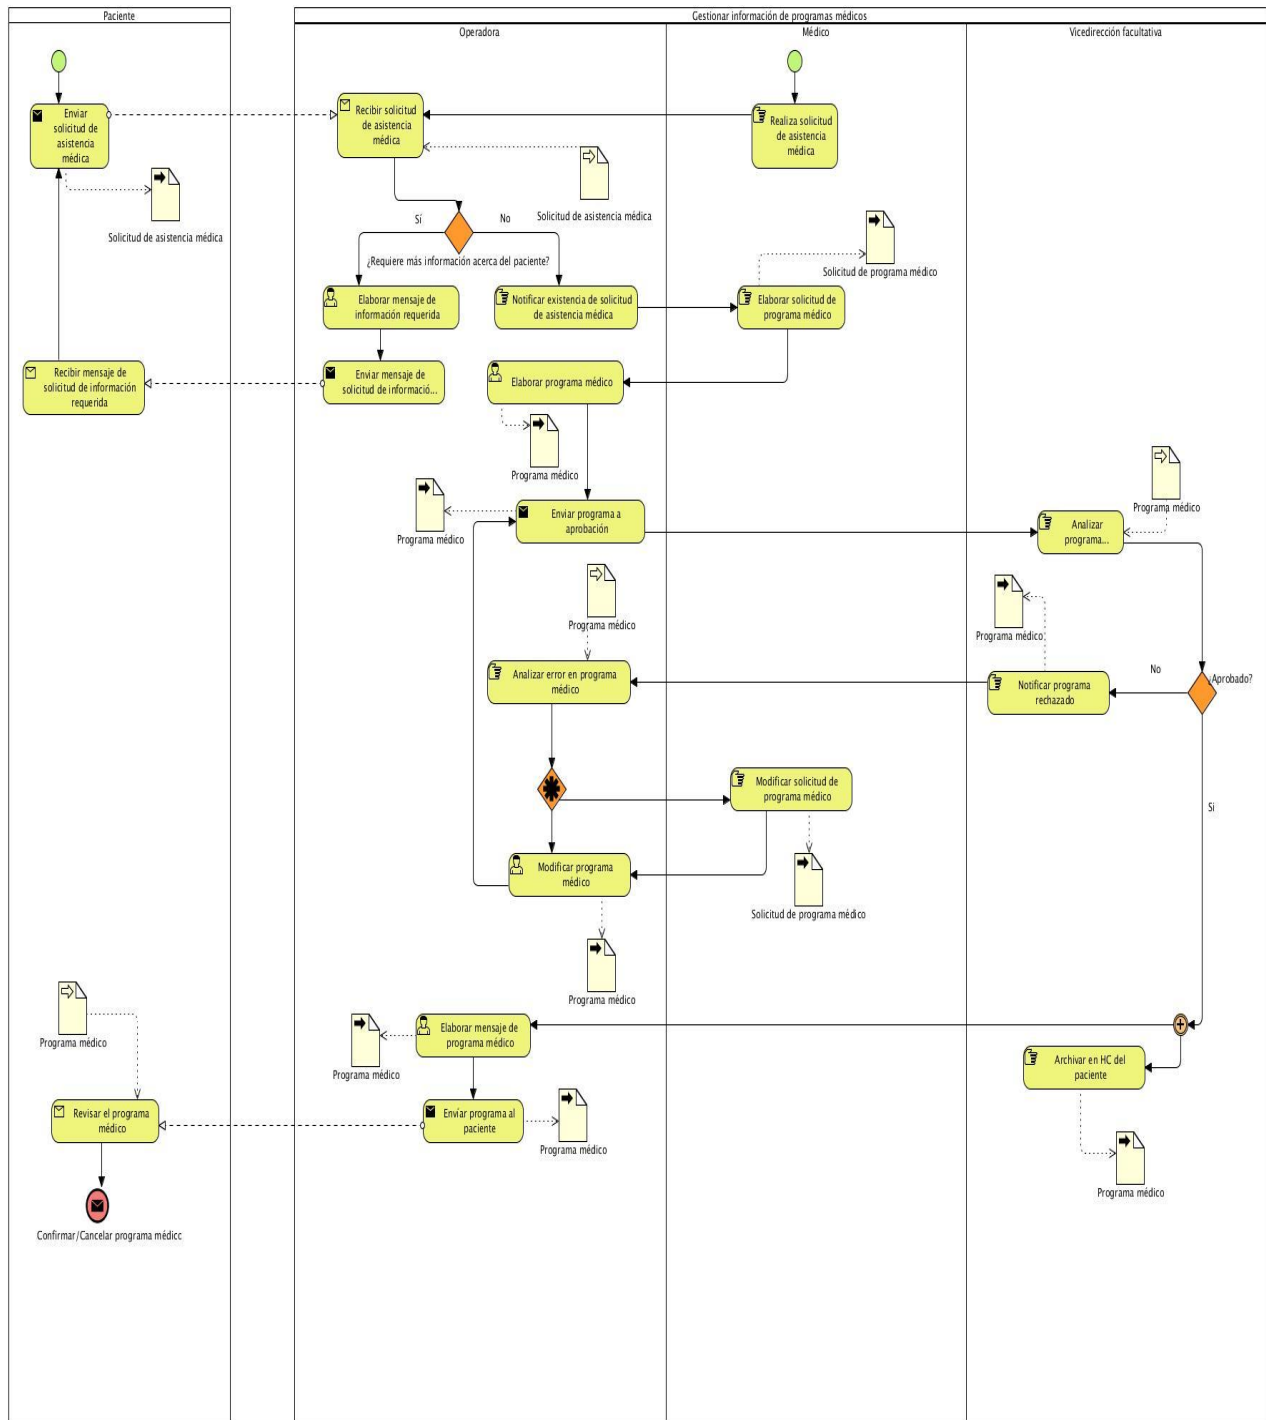 Paciente
Gestionar información de programas médicos
Operadora
Médico
Vicedirección facultativa
Enviar
solicitud de
asistencia
médica
Recibir solicitud
de asistencia
médica
Realiza solicitud
de asistencia
médica
Solicitud de asistencia médica
Solicitud de asistencia médica
Sí
No
¿Requiere más información acerca del paciente?
Solicitud de programa médico
Elaborar mensaje de
información requerida
Notificar existencia de solicitud
de asistencia médica
Elaborar solicitud de
programa médico
Recibir mensaje de
solicitud de información
requerida
Enviar mensaje de
solicitud de informació...
Elaborar programa médico
Programa médico
Programa médico
Enviar programa a
aprobación
Programa médico
Analizar
programa...
Programa médico
Programa médico
Analizar error en programa
médico
Notificar programa
rechazado
No
¿Aprobado?
Modificar solicitud de
programa médico
Si
Modificar programa
médico
Solicitud de programa médico
Programa médico
Programa médico
Elaborar mensaje de
programa médico
Programa médico
Archivar en HC del
paciente
Revisar el programa
médico
Envíar programa al
paciente
Programa médico
Programa médico
Confirmar/Cancelar programa médicc